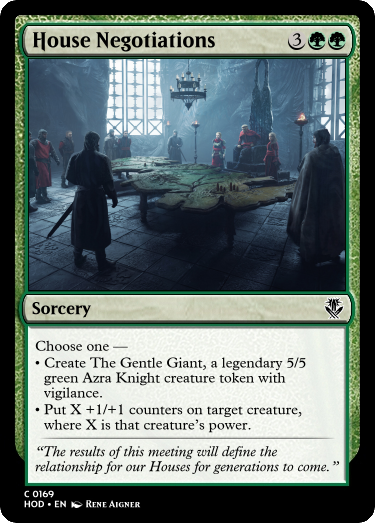 House Negotiations 3
Sorcery
Choose one —
• Create The Gentle Giant, a legendary 5/5
green Azra Knight creature token with
vigilance.
• Put X +1/+1 counters on target creature,
where X is that creature's power.
“The results of this meeting will define the
relationship for our Houses for generations to come.”
C 0169
HOD • EN Rene Aigner